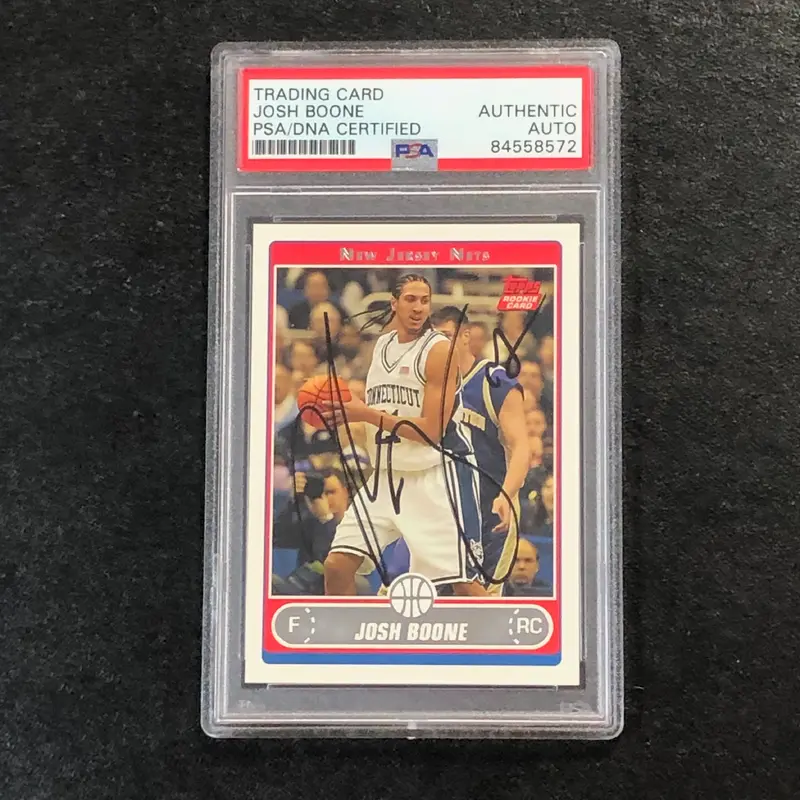 TRADING CARD
JOSH BOONE
PSA/DNA CERTIFIED
AUTHENTIC
AUTO
84558572
PSA
NEW JERSEY NETS
Topps
ROOKIE
CARD
CONNECTICUT
F
JOSH BOONE
RC